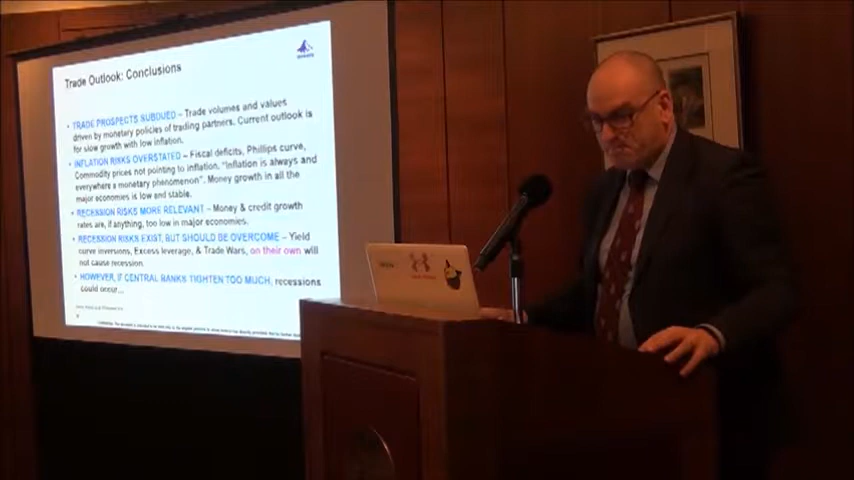 Trade Outlook: Conclusions
• TRADE PROSPECTS SUBDUED – Trade volumes and values
driven by monetary policies of trading partners. Current outlook is
for slow growth with low inflation.
• INFLATION RISKS OVERSTATED – Fiscal deficits, Phillips curve,
Commodity prices not pointing to inflation. "Inflation is always and
everywhere a monetary phenomenon". Money growth in all the
major economies is low and stable.
• RECESSION RISKS MORE RELEVANT – Money & credit growth
rates are, if anything, too low in major economies.
• RECESSION RISKS EXIST, BUT SHOULD BE OVERCOME – Yield
curve inversions, Excess leverage, & Trade Wars, on their own will
not cause recession.
• HOWEVER, IF CENTRAL BANKS TIGHTEN TOO MUCH, recessions
could occur...